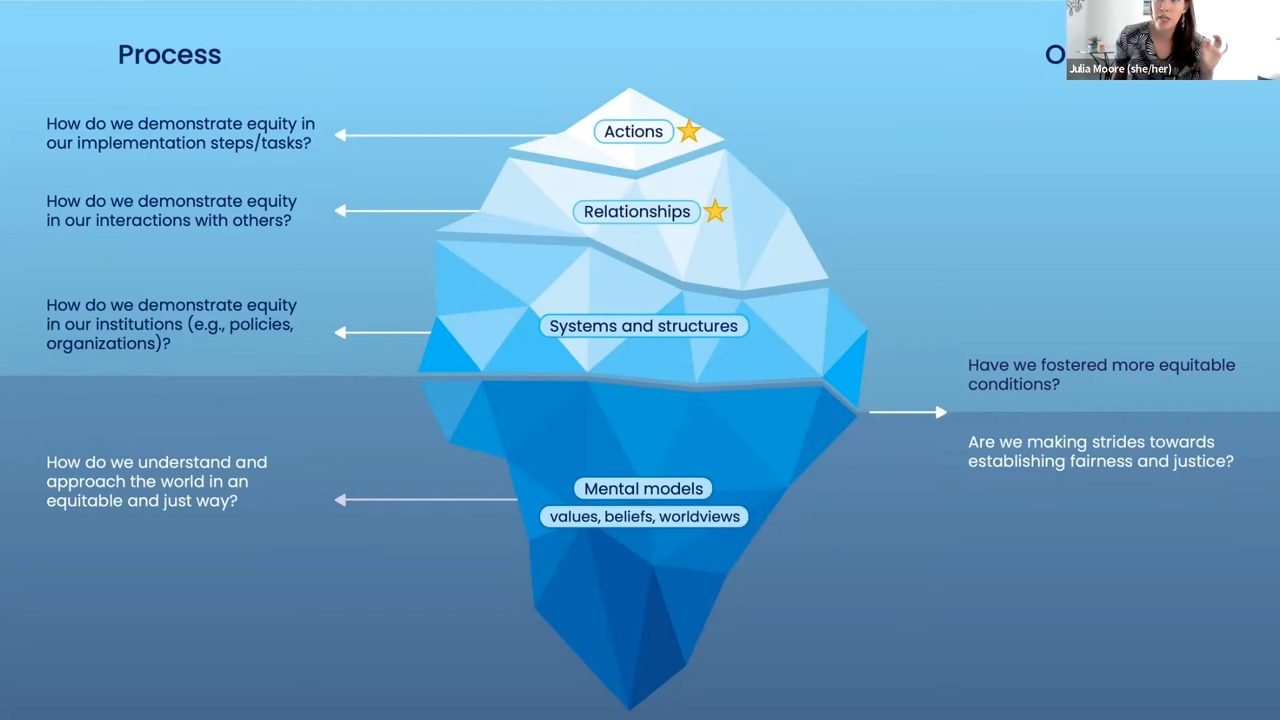 Process
Julia Moore (she/her)
How do we demonstrate equity in
our implementation steps/tasks?
Actions
How do we demonstrate equity
in our interactions with others?
Relationships
How do we demonstrate equity
in our institutions (e.g., policies,
organizations)?
Systems and structures
Have we fostered more equitable
conditions?
Are we making strides towards
establishing fairness and justice?
How do we understand and
approach the world in an
equitable and just way?
Mental models
values, beliefs, worldviews